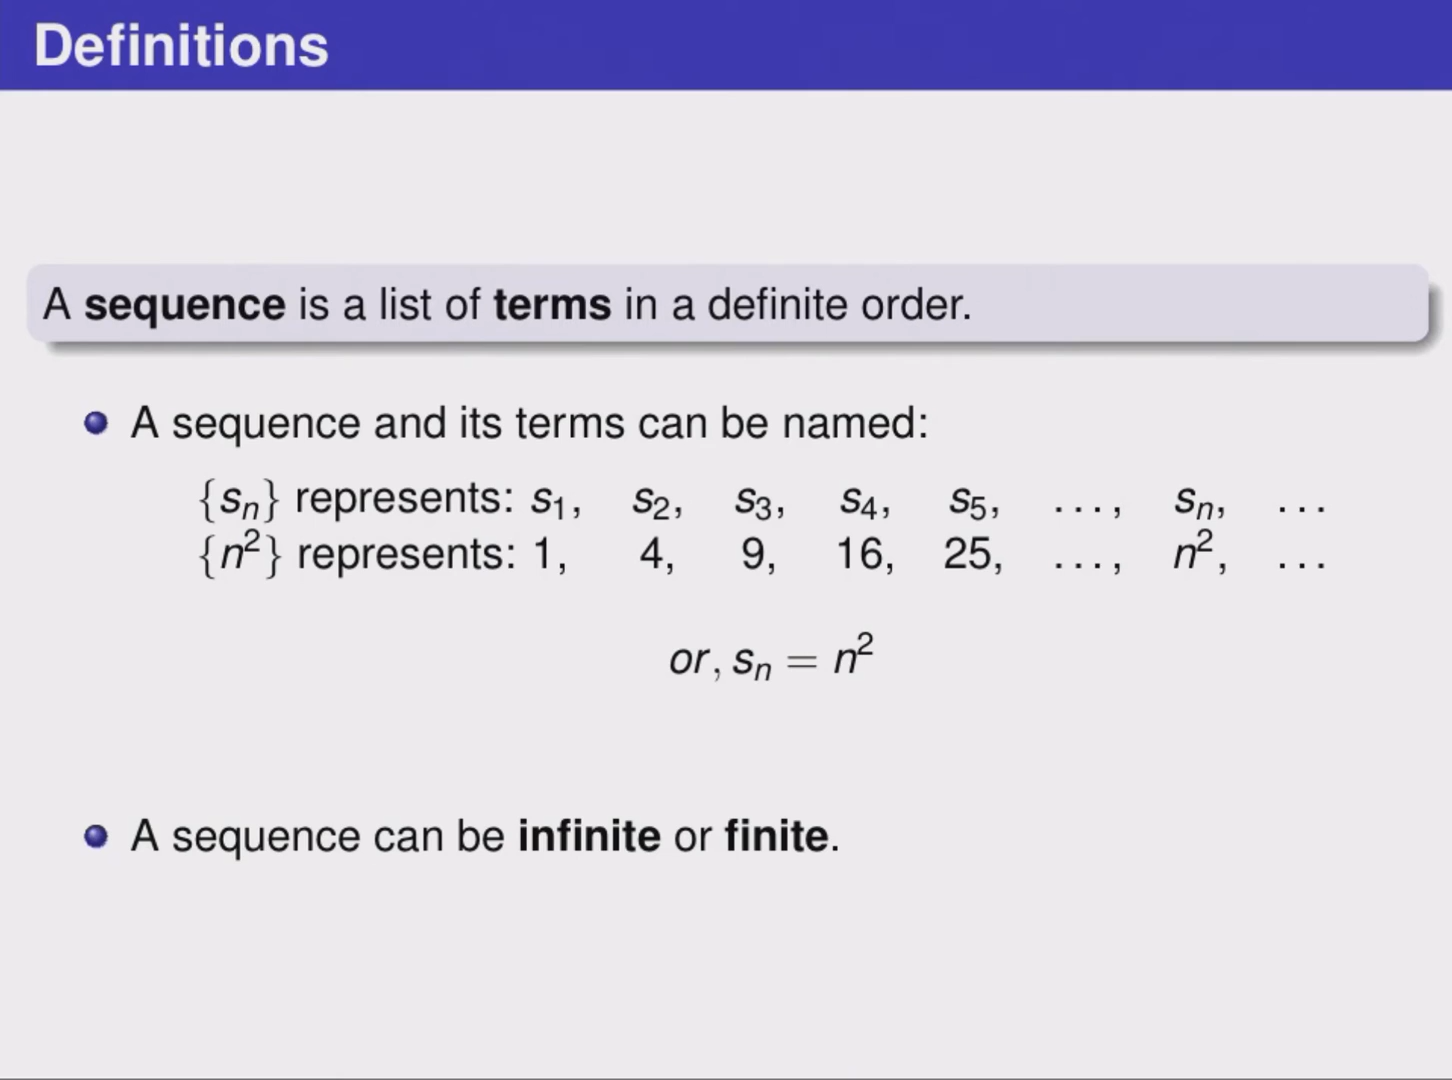 Definitions
A sequence is a list of terms in a definite order.
A sequence and its terms can be named:
{sₙ} represents: s₁, s₂, s₃, s₄, s₅, ..., sₙ, ...
{n²} represents: 1, 4, 9, 16, 25, ..., n², ...
or, sₙ = n²
A sequence can be infinite or finite.